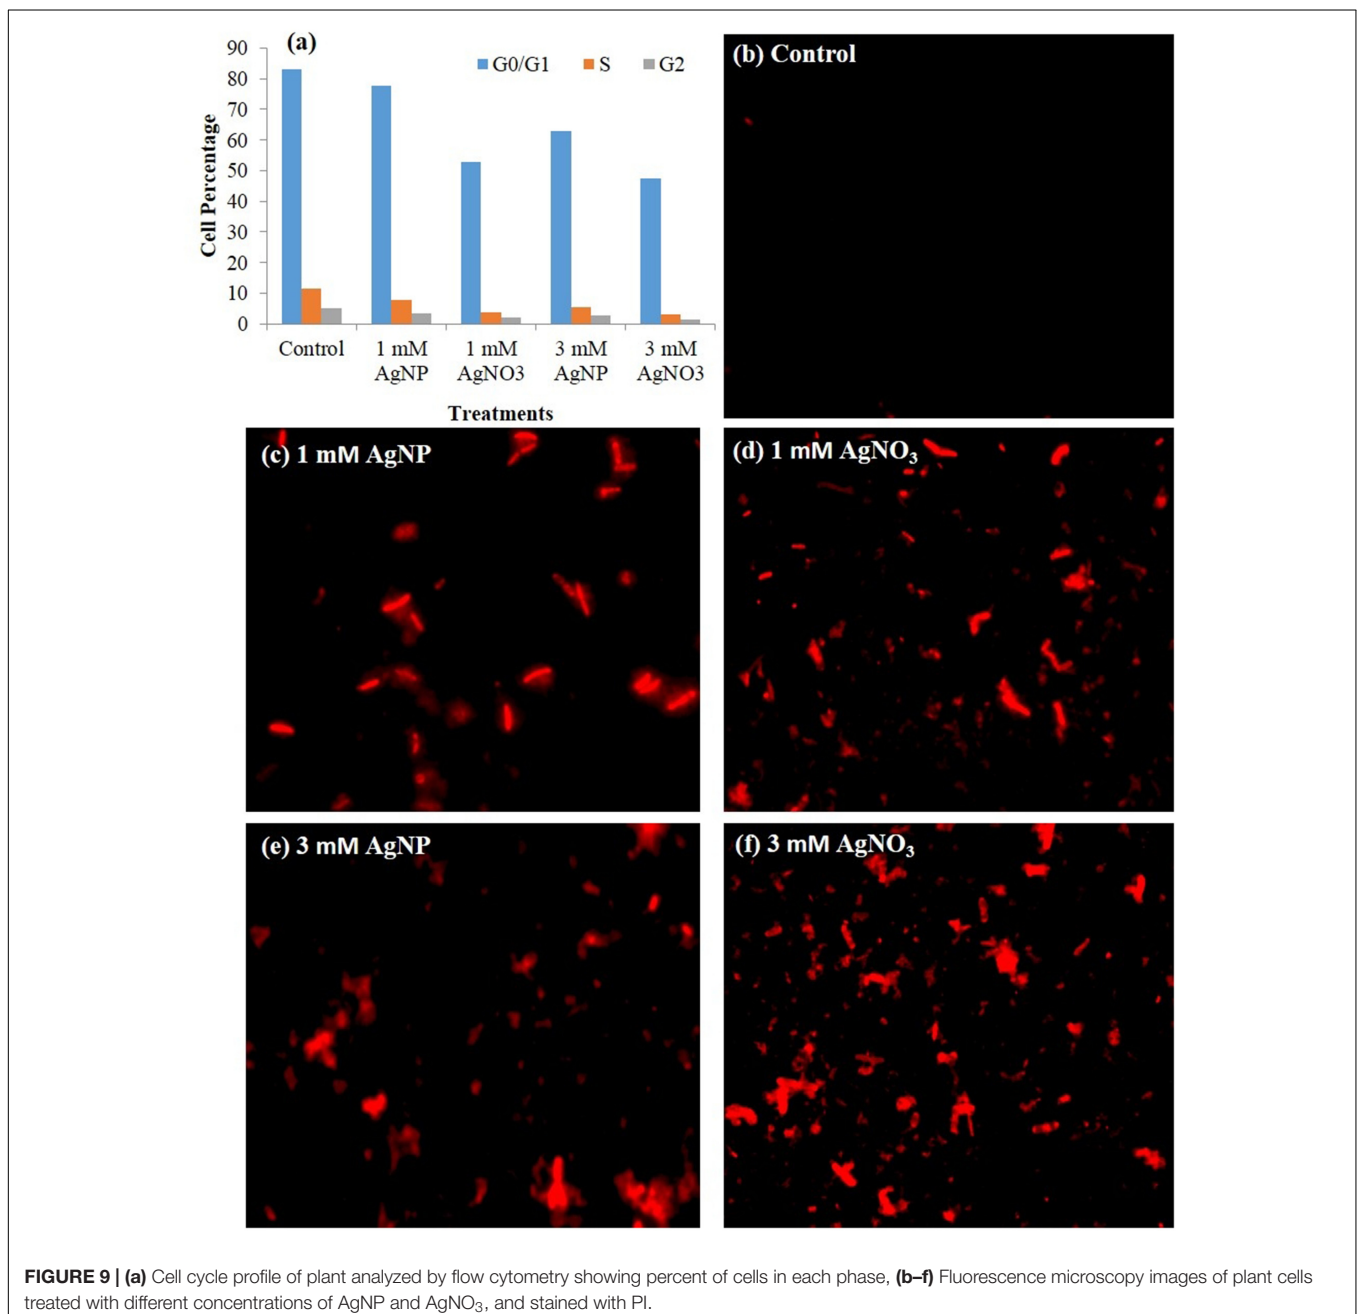 (a)
90
80
70
60
50
40
30
20
10
0
Cell Percentage
G0/G1 S G2
Control
1 mM AgNP
1 mM AgNO3
3 mM AgNP
3 mM AgNO3
Treatments
(b) Control
(c) 1 mM AgNP
(d) 1 mM AgNO₃
(e) 3 mM AgNP
(f) 3 mM AgNO₃
FIGURE 9 | (a) Cell cycle profile of plant analyzed by flow cytometry showing percent of cells in each phase, (b–f) Fluorescence microscopy images of plant cells
treated with different concentrations of AgNP and AgNO₃, and stained with PI.